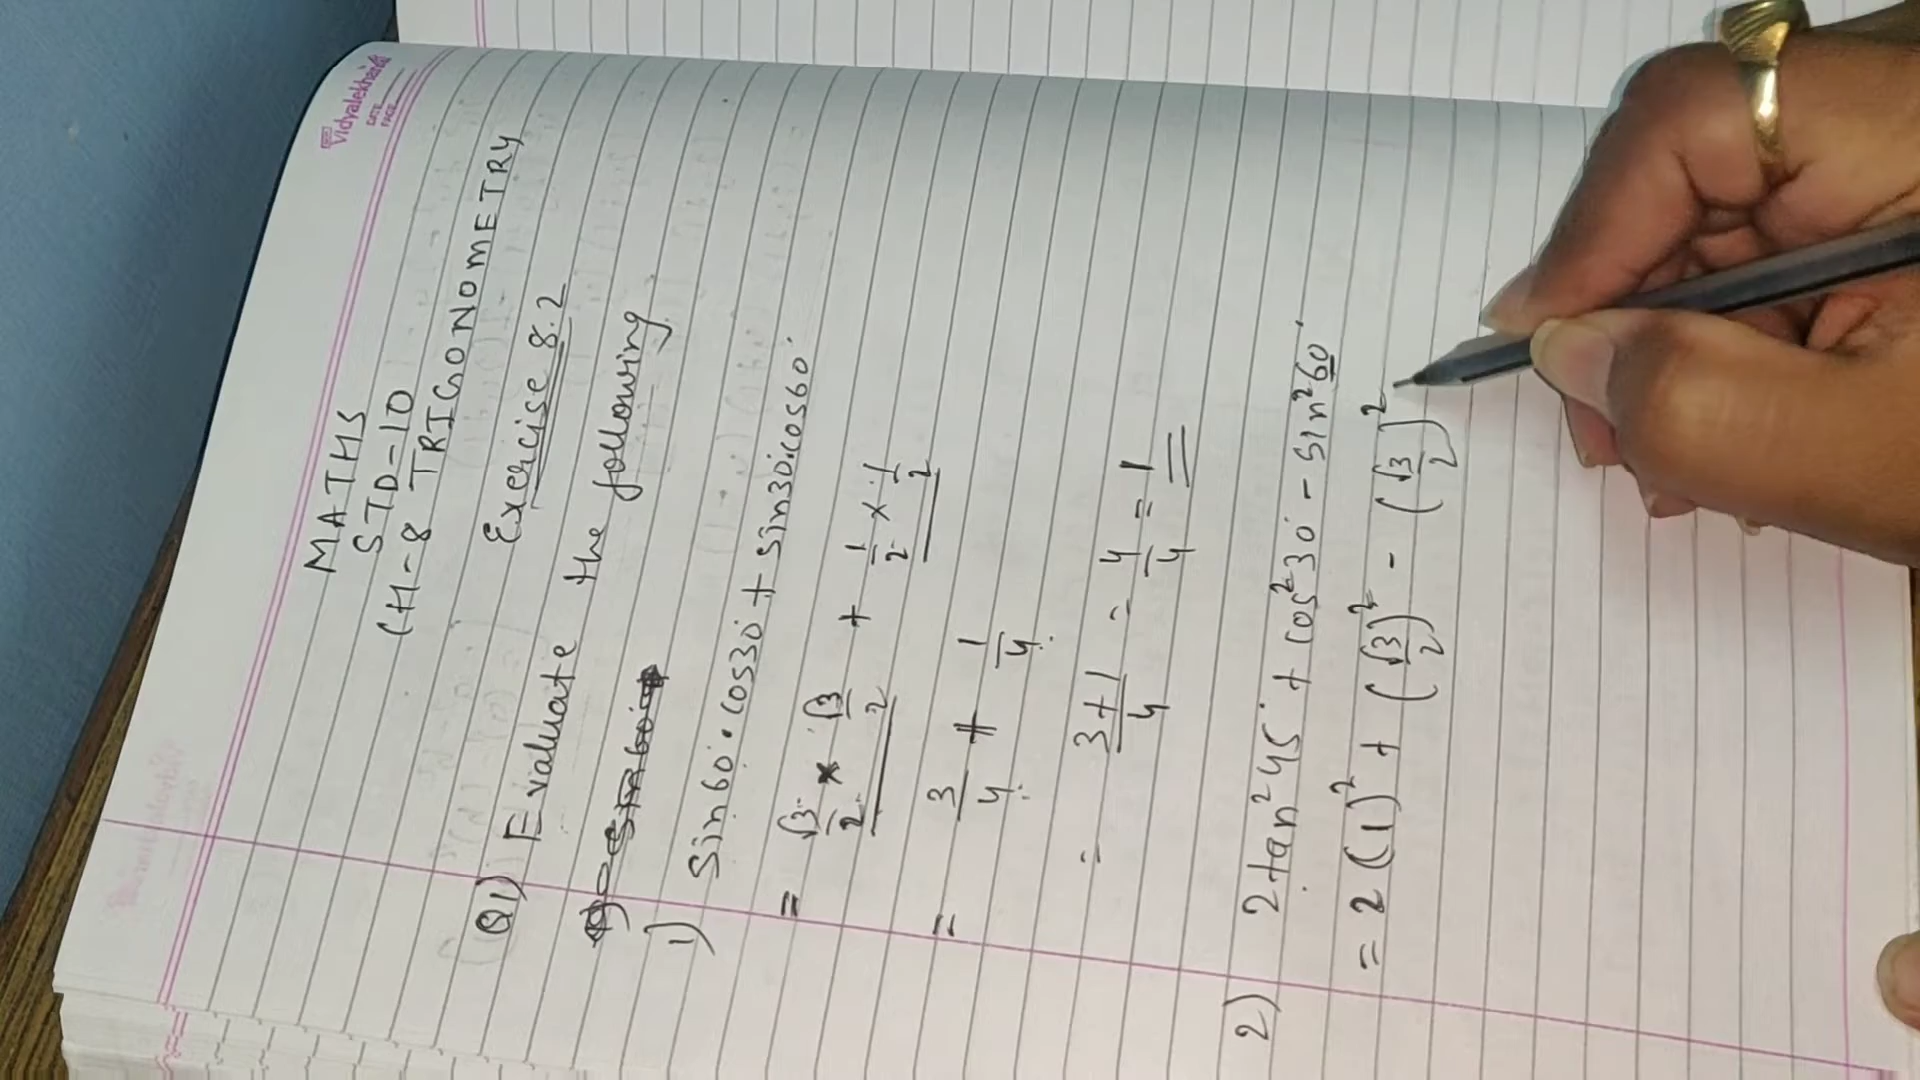 Vidyalekhan
DATE
PAGE
MATHS
STD-10
CH-8 TRIGONOMETRY
Exercise 8.2
Q1) Evaluate the following
1) Sin60°.cos30° + Sin30°.cos60°
= √3/2 × √3/2 + 1/2 × 1/2
= 3/4 + 1/4
= 3+1/4 = 4/4 = 1
2) 2tan²45° + cos²30° - sin²60°
= 2(1)² + (√3/2)² - (√3/2)²